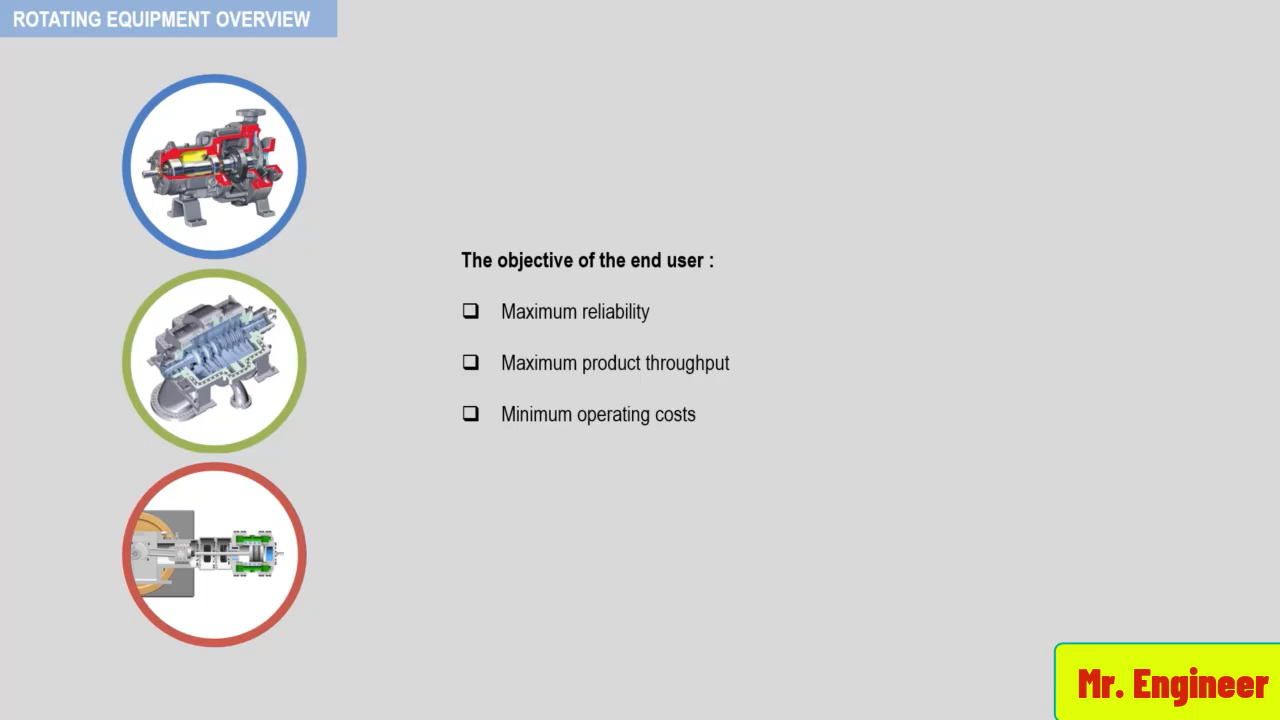 ROTATING EQUIPMENT OVERVIEW
The objective of the end user :
❑ Maximum reliability
❑ Maximum product throughput
❑ Minimum operating costs
Mr. Engineer